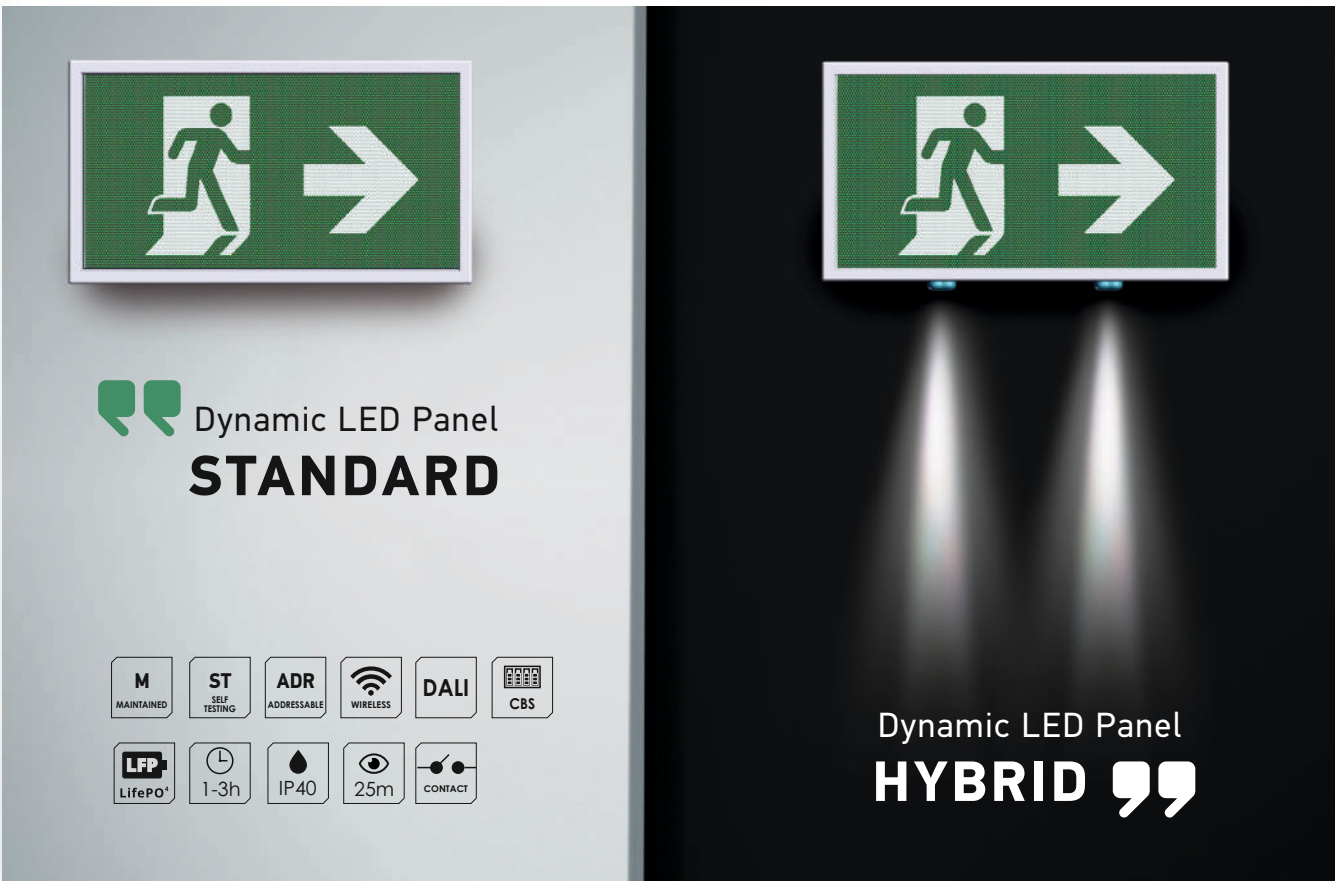 Dynamic LED Panel
STANDARD
M
MAINTAINED
ST
SELF
TESTING
ADR
ADDRESSABLE
WIRELESS
DALI
CBS
LFP
LifePO⁴
1-3h
IP40
25m
CONTACT
Dynamic LED Panel
HYBRID